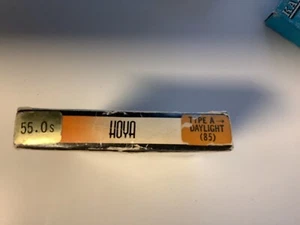 55.0s
HOYA
TYPE A →
DAYLIGHT
(85)